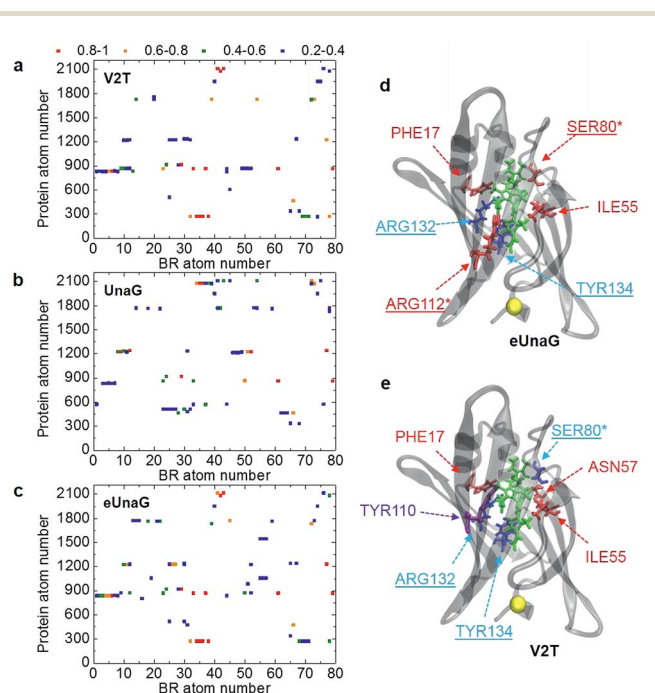 0.8-1 0.6-0.8 0.4-0.6 0.2-0.4
a
V2T
2100
1800
1500
1200
900
600
300
0
0 10 20 30 40 50 60 70 80
Protein atom number
BR atom number
b
UnaG
2100
1800
1500
1200
900
600
300
0
0 10 20 30 40 50 60 70 80
Protein atom number
BR atom number
c
eUnaG
2100
1800
1500
1200
900
600
300
0
0 10 20 30 40 50 60 70 80
Protein atom number
BR atom number
d
PHE17
SER80*
ILE55
ARG132
TYR134
ARG112*
eUnaG
e
PHE17
SER80*
ASN57
TYR110
ILE55
ARG132
TYR134
V2T